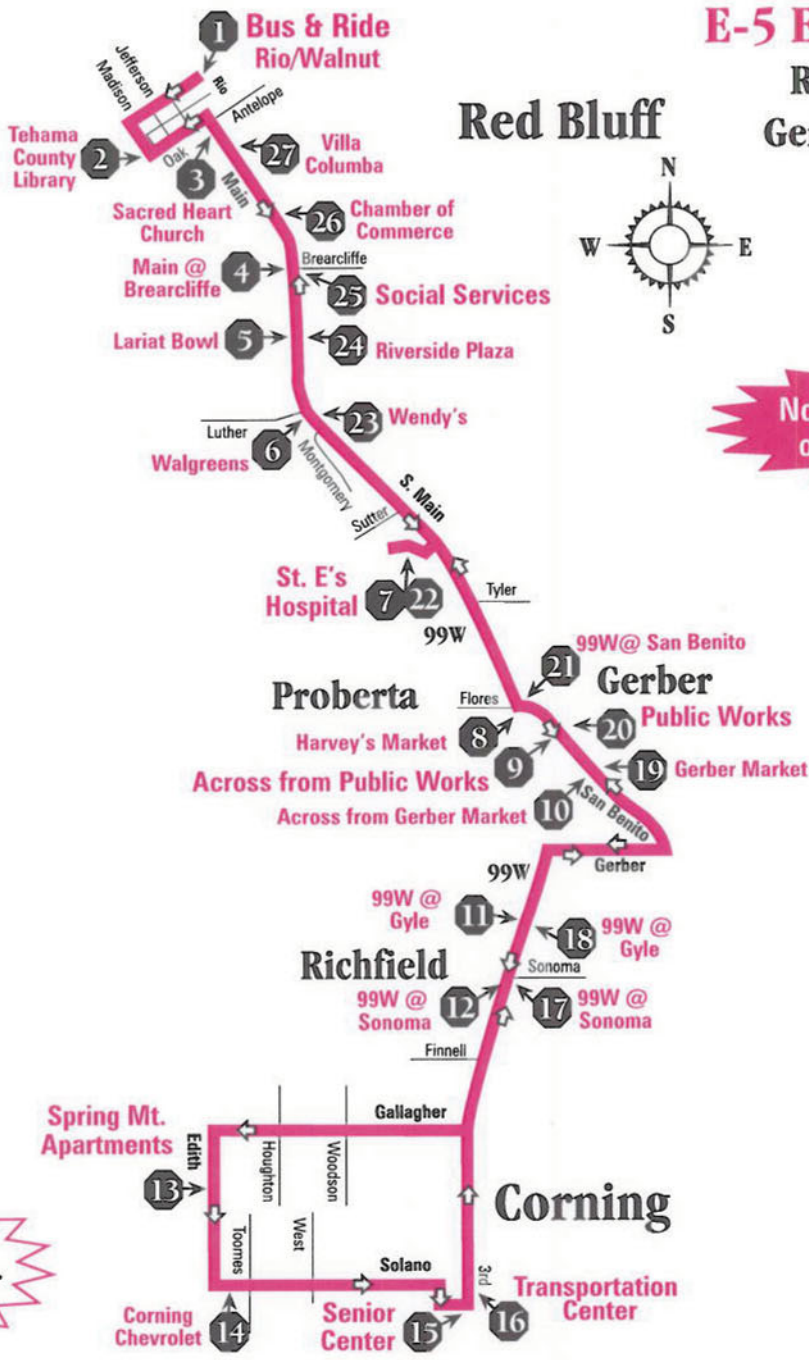 E-5 E
R
Ge
1
Bus & Ride
Rio/Walnut
Jefferson
Madison
Rio
Antelope
Red Bluff
Tehama
County
Library
2
Oak
3
Main
27
Villa
Columba
Sacred Heart
Church
26
Chamber of
Commerce
N
W
E
S
Main @
Brearcliffe
4
Brearcliffe
25
Social Services
Lariat Bowl
5
24
Riverside Plaza
No
o
Luther
23
Wendy's
Walgreens
6
Montgomery
Sutter
S. Main
St. E's
Hospital
7
22
Tyler
99W
99W@ San Benito
21
Proberta
Flores
Gerber
20
Public Works
Harvey's Market
8
9
19
Gerber Market
Across from Public Works
Across from Gerber Market
10
San Benito
Gerber
99W
99W @
Gyle
11
18
99W @
Gyle
Richfield
Sonoma
99W @
Sonoma
12
17
99W @
Sonoma
Finnell
Spring Mt.
Apartments
Gallagher
Edith
Houghton
Woodson
13
Corning
Toomes
West
Solano
3rd
Transportation
Center
Corning
Chevrolet
14
Senior
Center
15
16